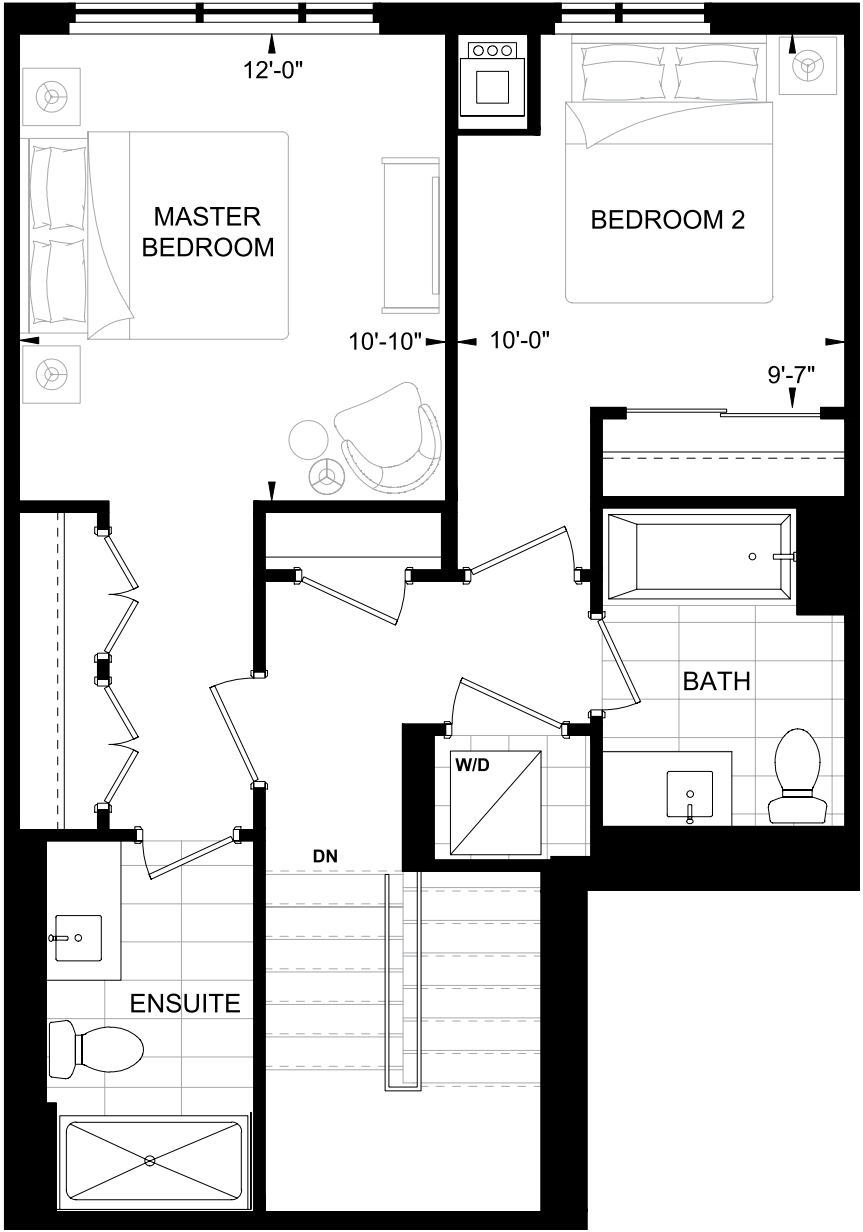 12'-0"
MASTER
BEDROOM
BEDROOM 2
10'-10"
10'-0"
9'-7"
BATH
W/D
DN
ENSUITE